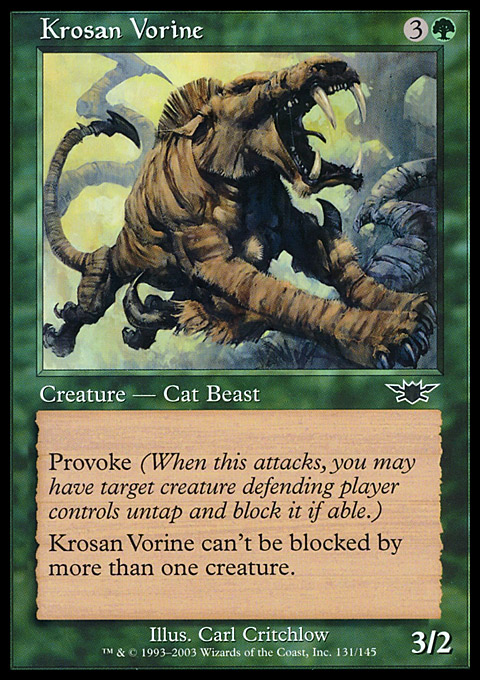 Krosan Vorine 3
Creature — Cat Beast
Provoke (When this attacks, you may
have target creature defending player
controls untap and block it if able.)
Krosan Vorine can't be blocked by
more than one creature.
Illus. Carl Critchlow
™ & © 1993–2003 Wizards of the Coast, Inc. 131/145
3/2